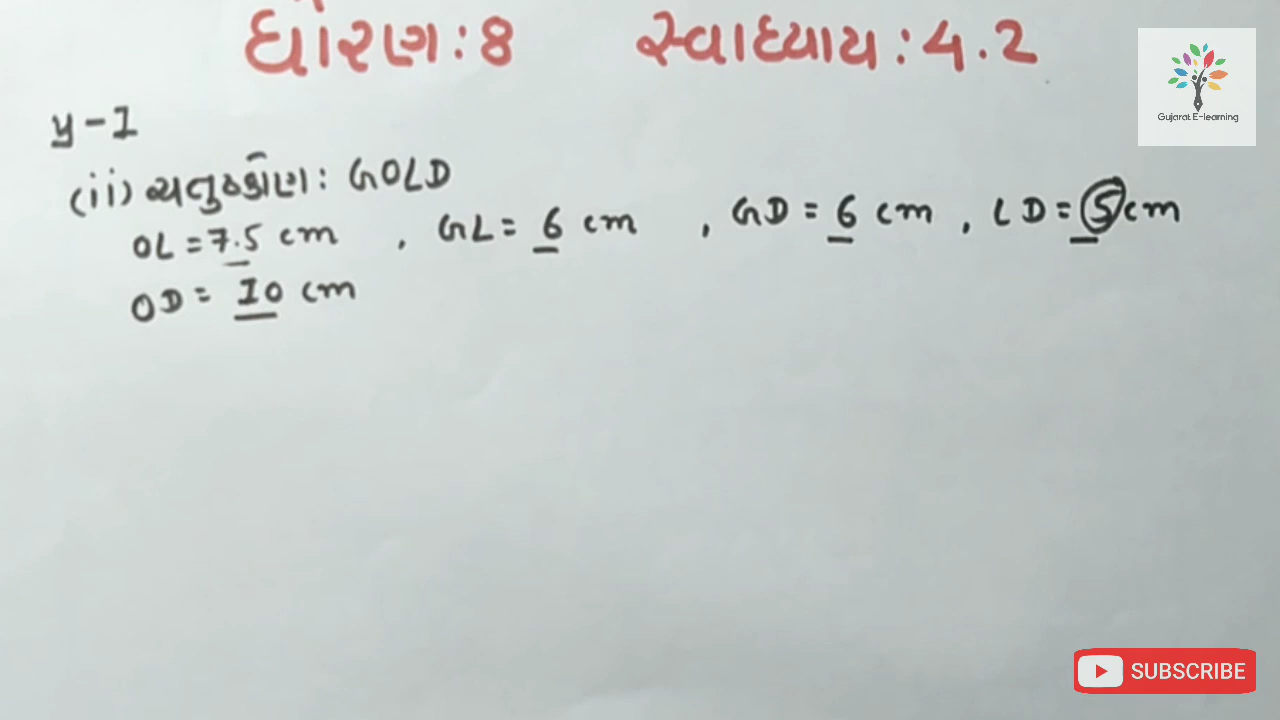 ધોરણ : 8 સ્વાધ્યાય : 4.2
પ્ર - 1
(ii) ચતુષ્કોણ : GOLD
OL = 7.5 cm , GL = 6 cm , GD = 6 cm , LD = 5 cm
OD = 10 cm
Gujarat E-learning
SUBSCRIBE